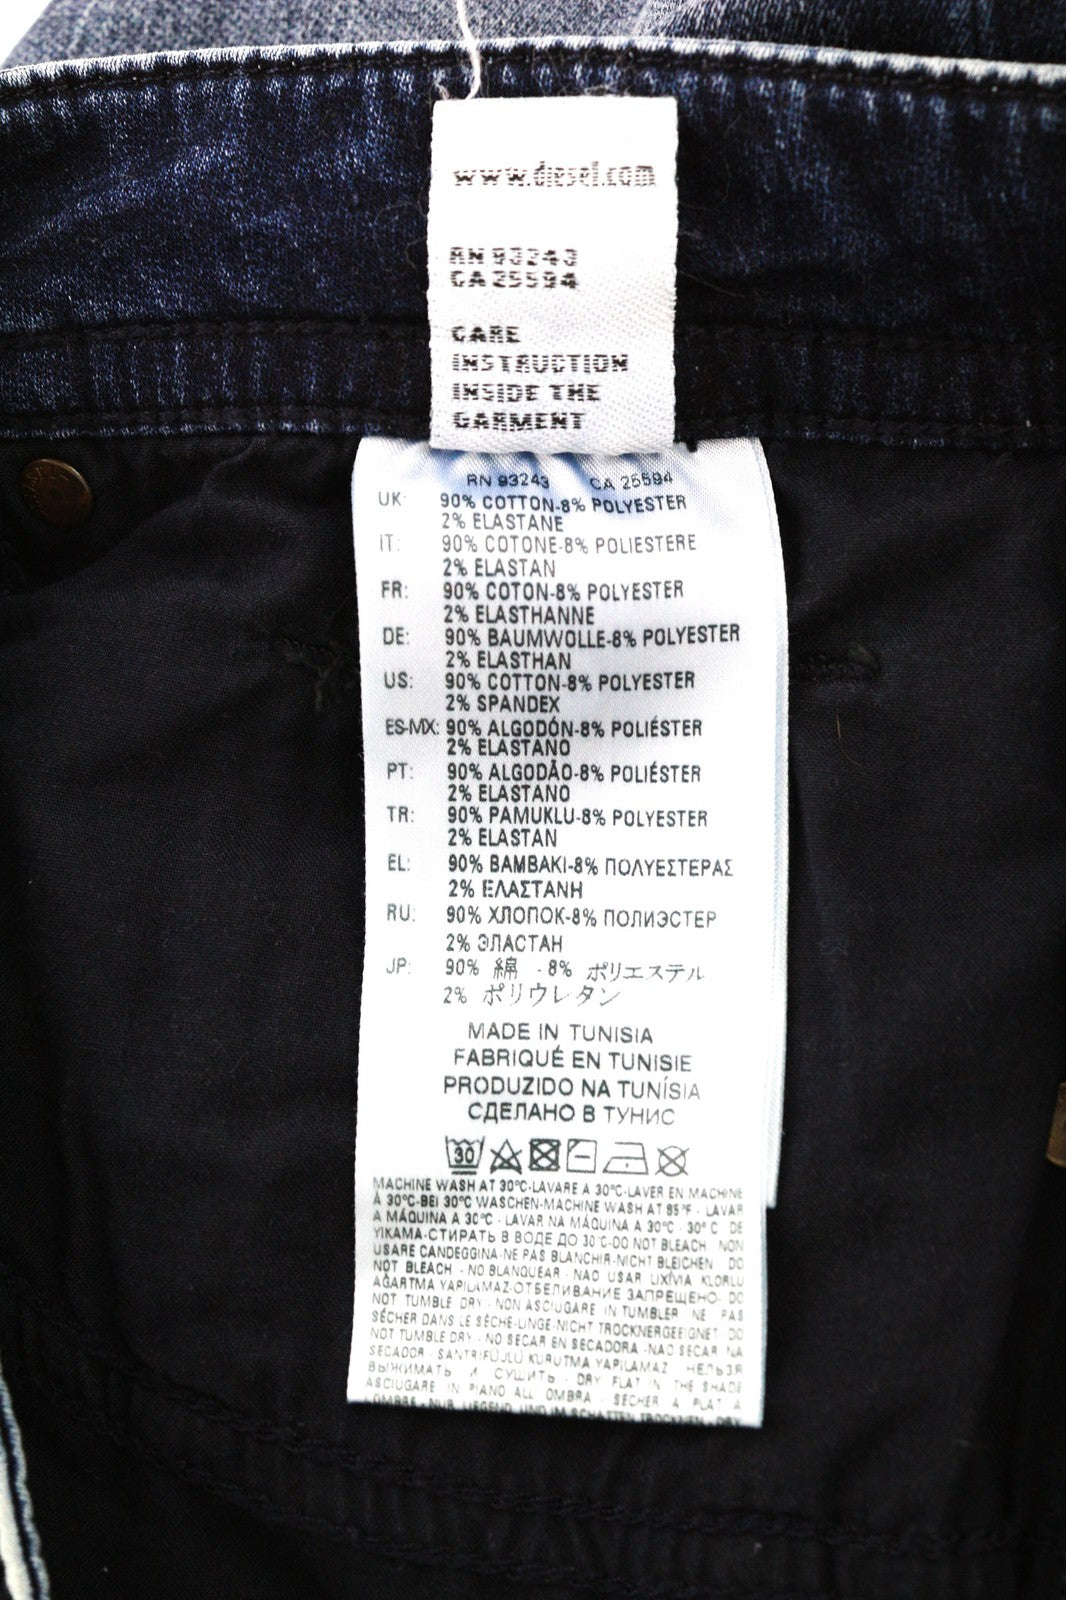 www.diesel.com
RN 93243
CA 25594
CARE
INSTRUCTION
INSIDE THE
GARMENT
RN 93243 CA 25594
UK: 90% COTTON-8% POLYESTER
2% ELASTANE
IT: 90% COTONE-8% POLIESTERE
2% ELASTAN
FR: 90% COTON-8% POLYESTER
2% ELASTHANNE
DE: 90% BAUMWOLLE-8% POLYESTER
2% ELASTHAN
US: 90% COTTON-8% POLYESTER
2% SPANDEX
ES-MX: 90% ALGODÓN-8% POLIÉSTER
2% ELASTANO
PT: 90% ALGODÃO-8% POLIÉSTER
2% ELASTANO
TR: 90% PAMUKLU-8% POLYESTER
2% ELASTAN
EL: 90% ΒΑΜΒΑΚΙ-8% ΠΟΛΥΕΣΤΕΡΑΣ
2% ΕΛΑΣΤΑΝΗ
RU: 90% ХЛОПОК-8% ПОЛИЭСТЕР
2% ЭЛАСТАН
JP: 90% 綿 - 8% ポリエステル
2% ポリウレタン
MADE IN TUNISIA
FABRIQUÉ EN TUNISIE
PRODUZIDO NA TUNÍSIA
СДЕЛАНО В ТУНИС
30
MACHINE WASH AT 30°C-LAVARE A 30°C-LAVER EN MACHINE
À 30°C-BEI 30°C WASCHEN-MACHINE WASH AT 85°F - LAVAR
A MÁQUINA A 30°C - LAVAR NA MÁQUINA A 30°C - 30° C DE
YIKAMA-СТИРАТЬ В ВОДЕ ДО 30°C-DO NOT BLEACH NON
USARE CANDEGGINA-NE PAS BLANCHIR-NICHT BLEICHEN DO
NOT BLEACH - NO BLANQUEAR - NAO USAR LIXÍVIA KLORLU
AĞARTMA YAPILAMAZ-ОТБЕЛИВАНИЕ ЗАПРЕЩЕНО- DO
NOT TUMBLE DRY - NON ASCIUGARE IN TUMBLER NE PAS
SÉCHER DANS LE SÈCHE-LINGE-NICHT TROCKNERGEEIGNET- DO
NOT TUMBLE DRY - NO SECAR EN SECADORA -NAO SECAR NA
SECADOR - SANTRIFÜJLÜ KURUTMA YAPILAMAZ НЕЛЬЗЯ
ВЫЖИМАТЬ И СУШИТЬ - DRY FLAT IN THE SHADE
ASCIUGARE IN PIANO ALL OMBRA - SÉCHER À PLAT À
L'OMBRE- NUR LIEGEND UND IM SCHATTEN TROCKNEN- DRY